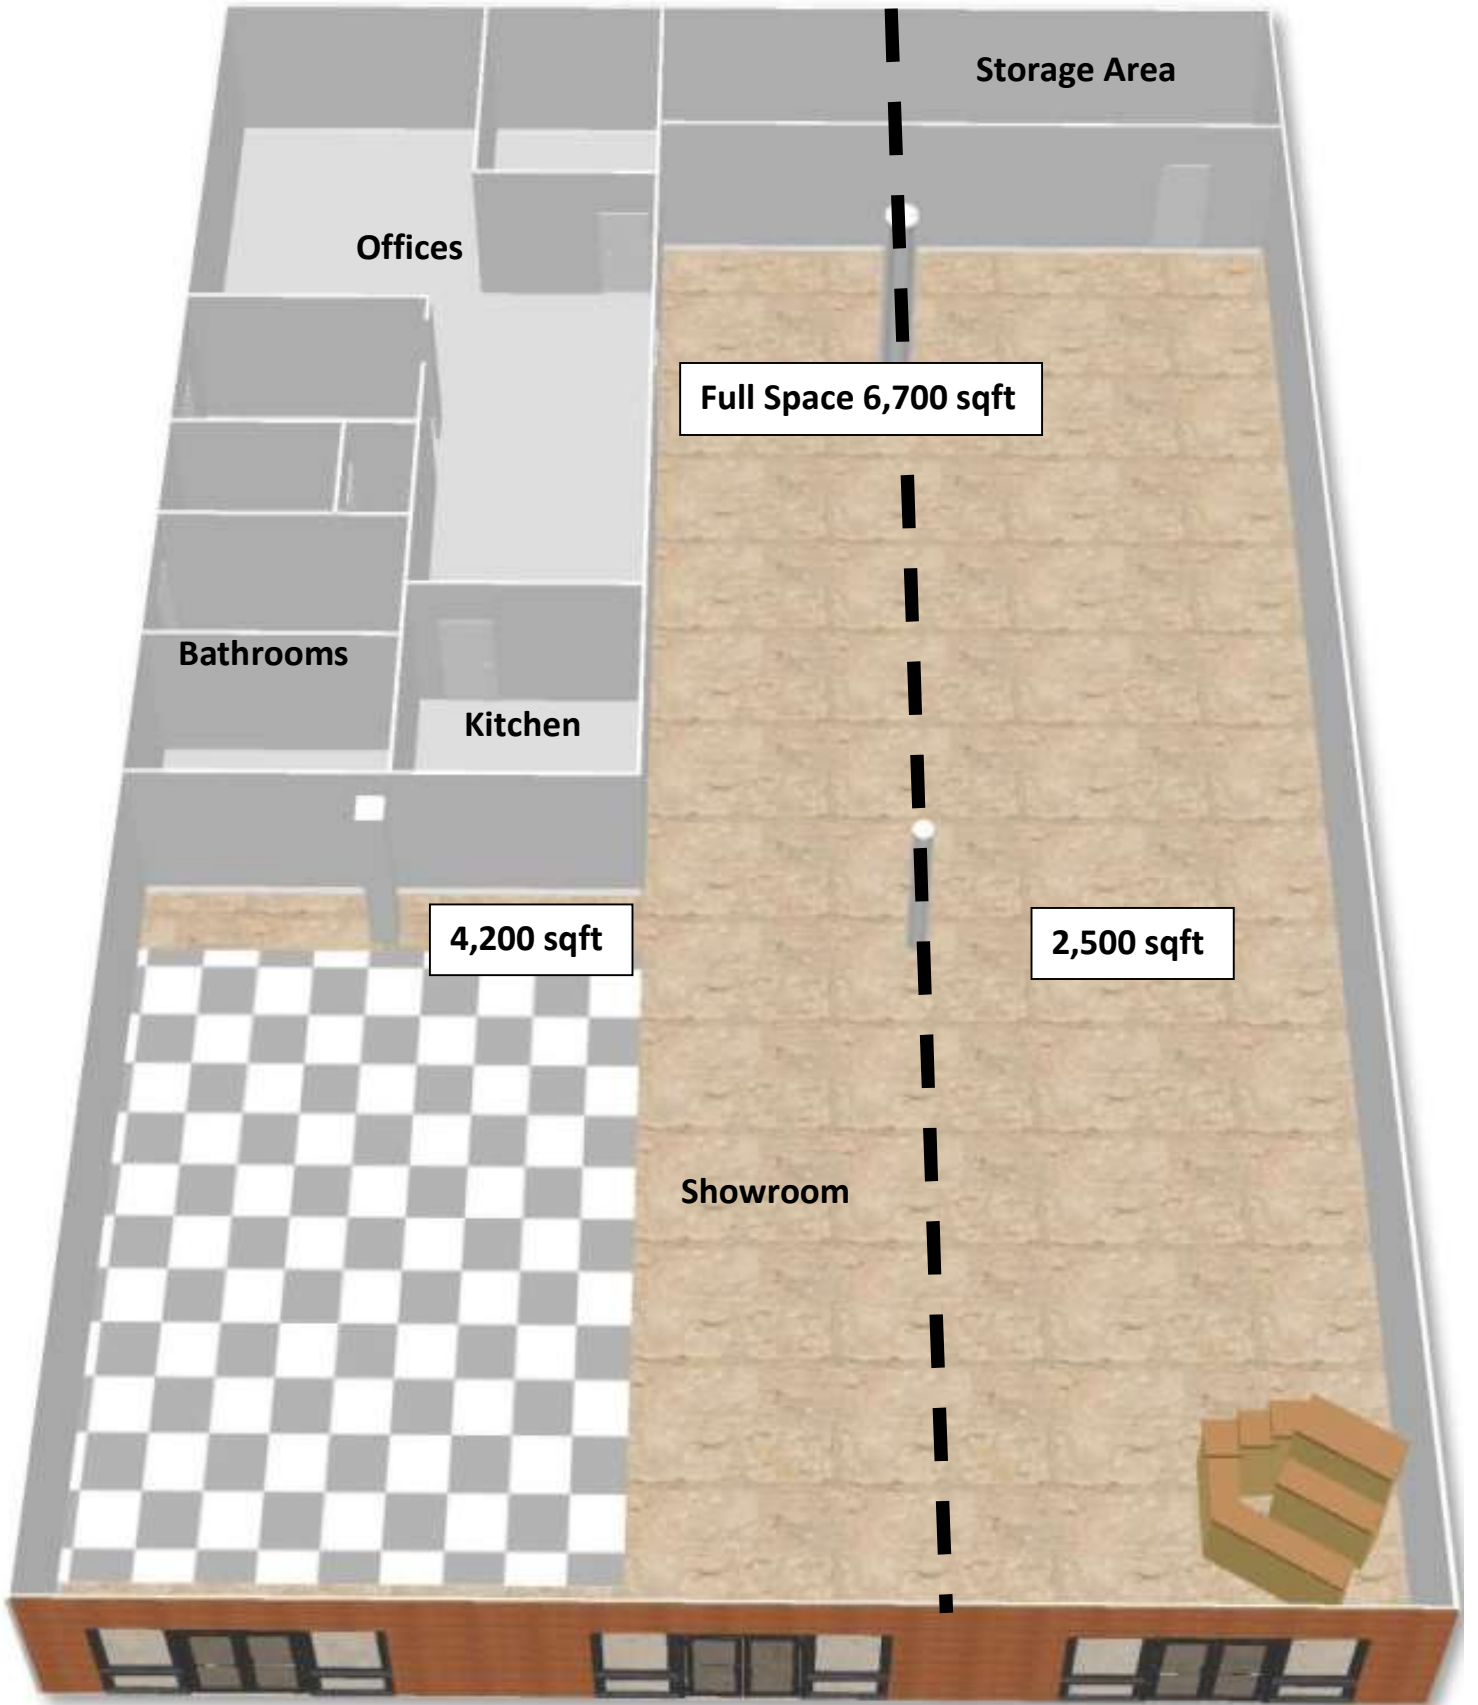 Storage Area
Offices
Full Space 6,700 sqft
Bathrooms
Kitchen
4,200 sqft
2,500 sqft
Showroom